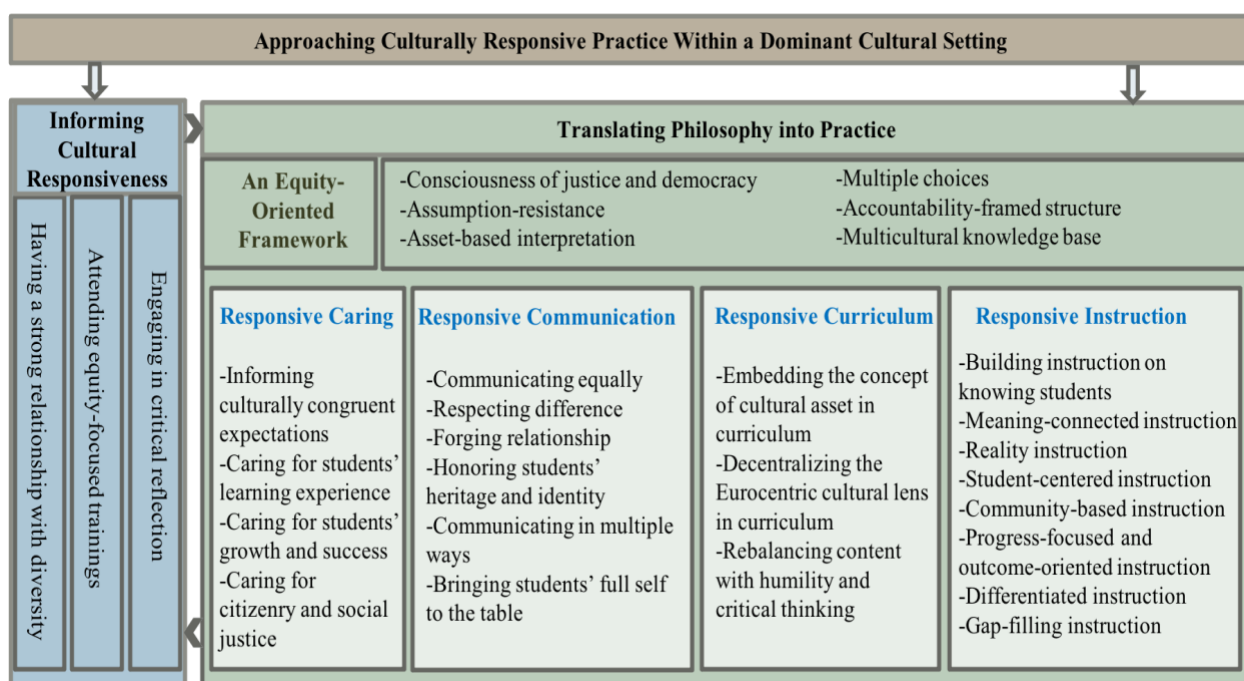 Approaching Culturally Responsive Practice Within a Dominant Cultural Setting
Informing
Cultural
Responsiveness
Having a strong relationship with diversity
Attending equity-focused trainings
Engaging in critical reflection
Translating Philosophy into Practice
An Equity-
Oriented
Framework
-Consciousness of justice and democracy
-Assumption-resistance
-Asset-based interpretation
-Multiple choices
-Accountability-framed structure
-Multicultural knowledge base
Responsive Caring
-Informing
culturally congruent
expectations
-Caring for students’
learning experience
-Caring for students’
growth and success
-Caring for
citizenry and social
justice
Responsive Communication
-Communicating equally
-Respecting difference
-Forging relationship
-Honoring students’
heritage and identity
-Communicating in multiple
ways
-Bringing students’ full self
to the table
Responsive Curriculum
-Embedding the concept
of cultural asset in
curriculum
-Decentralizing the
Eurocentric cultural lens
in curriculum
-Rebalancing content
with humility and
critical thinking
Responsive Instruction
-Building instruction on
knowing students
-Meaning-connected instruction
-Reality instruction
-Student-centered instruction
-Community-based instruction
-Progress-focused and
outcome-oriented instruction
-Differentiated instruction
-Gap-filling instruction